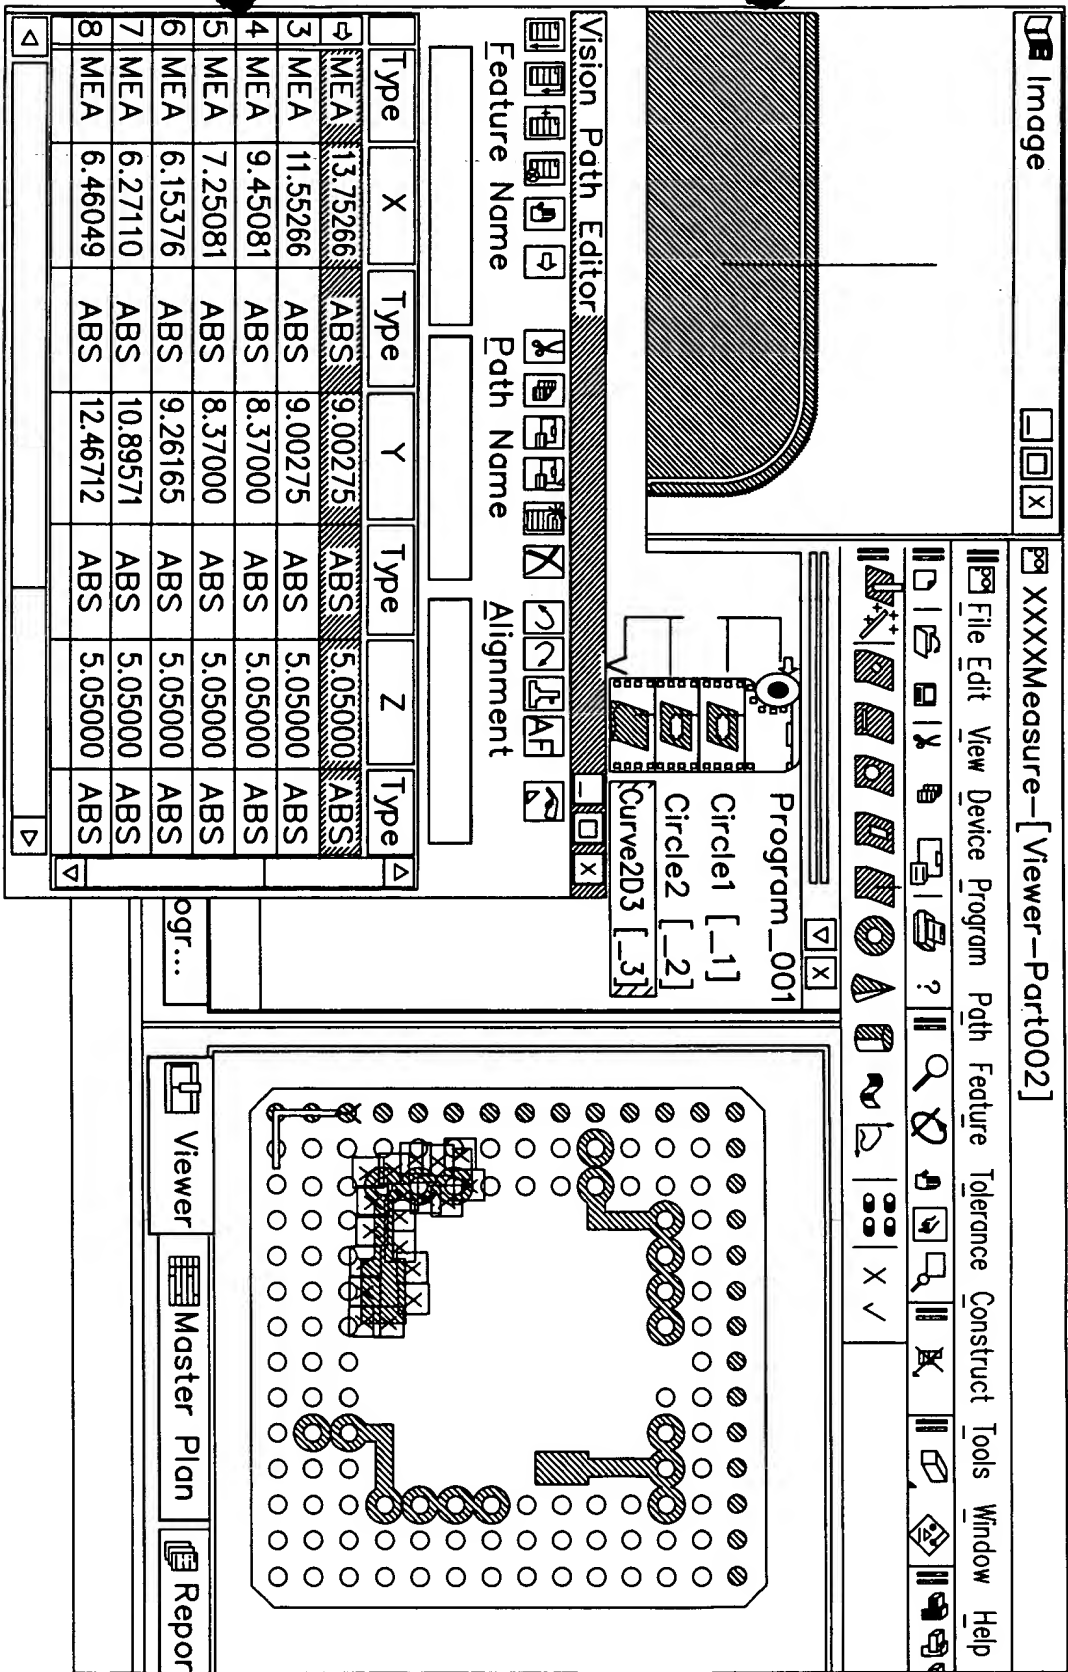 Image
XXXXMeasure-[Viewer-Part002]
File Edit View Device Program Path Feature Tolerance Construct Tools Window Help
?
Program_001
Circle1 [_1]
Circle2 [_2]
Curve2D3 [_3]
Vision Path Editor
AF
Feature Name Path Name Alignment
Type X Type Y Type Z Type
MEA 13.75266 ABS 9.00275 ABS 5.05000 ABS
3 MEA 11.55266 ABS 9.00275 ABS 5.05000 ABS
4 MEA 9.45081 ABS 8.37000 ABS 5.05000 ABS
5 MEA 7.25081 ABS 8.37000 ABS 5.05000 ABS
6 MEA 6.15376 ABS 9.26165 ABS 5.05000 ABS
7 MEA 6.27110 ABS 10.89571 ABS 5.05000 ABS
8 MEA 6.46049 ABS 12.46712 ABS 5.05000 ABS
ogr...
Viewer Master Plan Repor